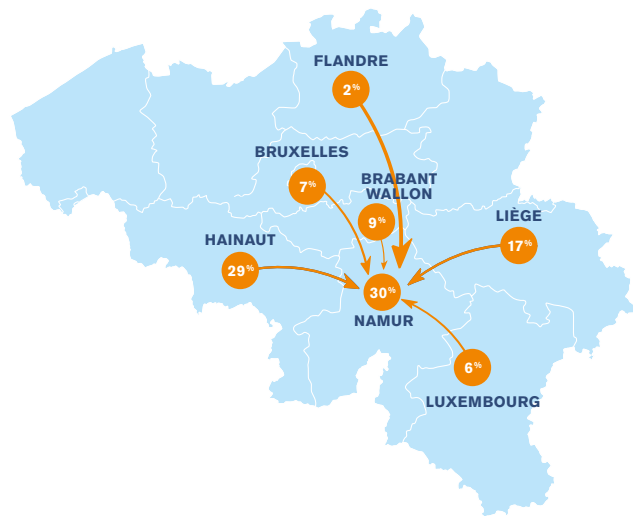 FLANDRE
2%
BRUXELLES
7%
BRABANT
WALLON
9%
LIÈGE
17%
HAINAUT
29%
30%
NAMUR
6%
LUXEMBOURG